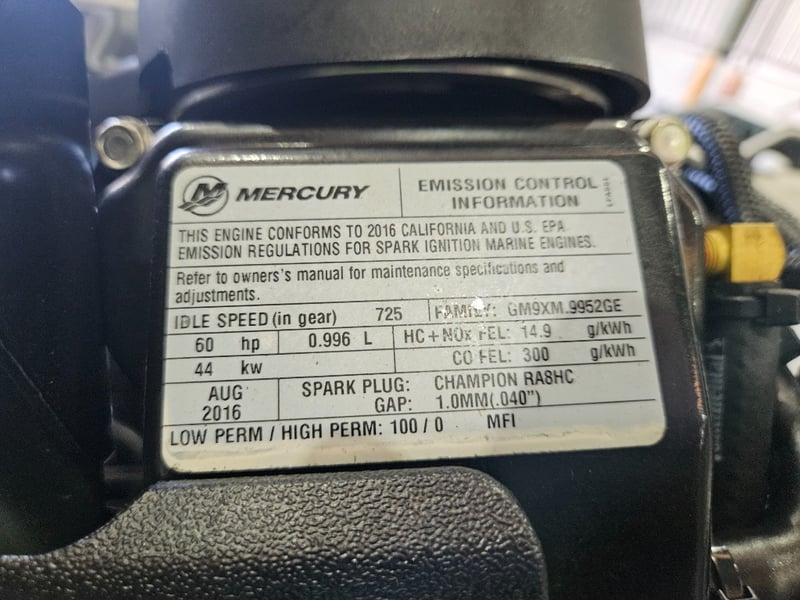 MERCURY
EMISSION CONTROL
INFORMATION
THIS ENGINE CONFORMS TO 2016 CALIFORNIA AND U.S. EPA
EMISSION REGULATIONS FOR SPARK IGNITION MARINE ENGINES.
Refer to owners's manual for maintenance specifications and
adjustments.
IDLE SPEED (in gear) 725 FAMILY: GM9XM.9952GE
60 hp 0.996 L HC+NOx FEL: 14.9 g/kWh
44 kw CO FEL: 300 g/kWh
AUG
2016
SPARK PLUG: CHAMPION RA8HC
GAP: 1.0MM(.040")
LOW PERM / HIGH PERM: 100 / 0 MFI